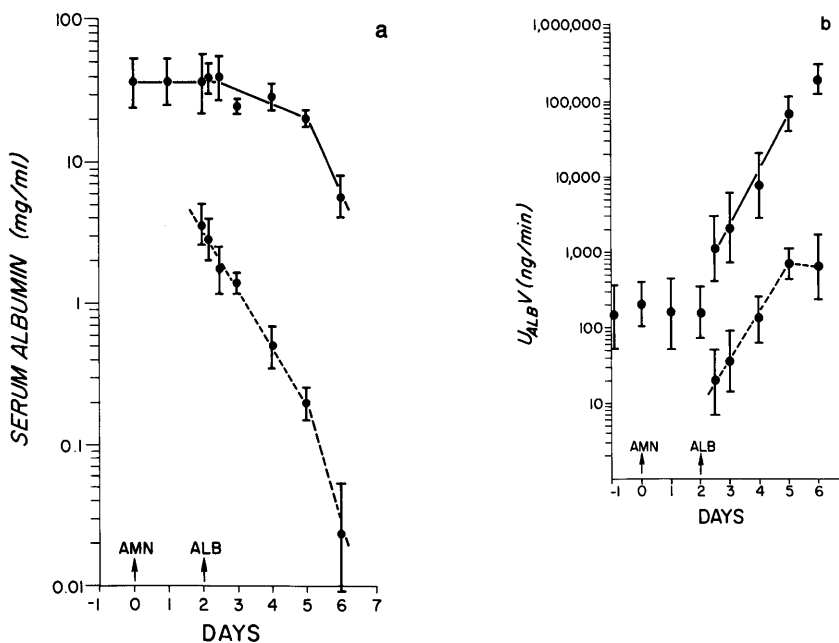 a
100
10
1
0.1
0.01
SERUM ALBUMIN (mg/ml)
AMN
ALB
-1 0 1 2 3 4 5 6 7
DAYS
b
1,000,000
100,000
10,000
1,000
100
10
U_ALB V (ng/min)
AMN
ALB
-1 0 1 2 3 4 5 6
DAYS